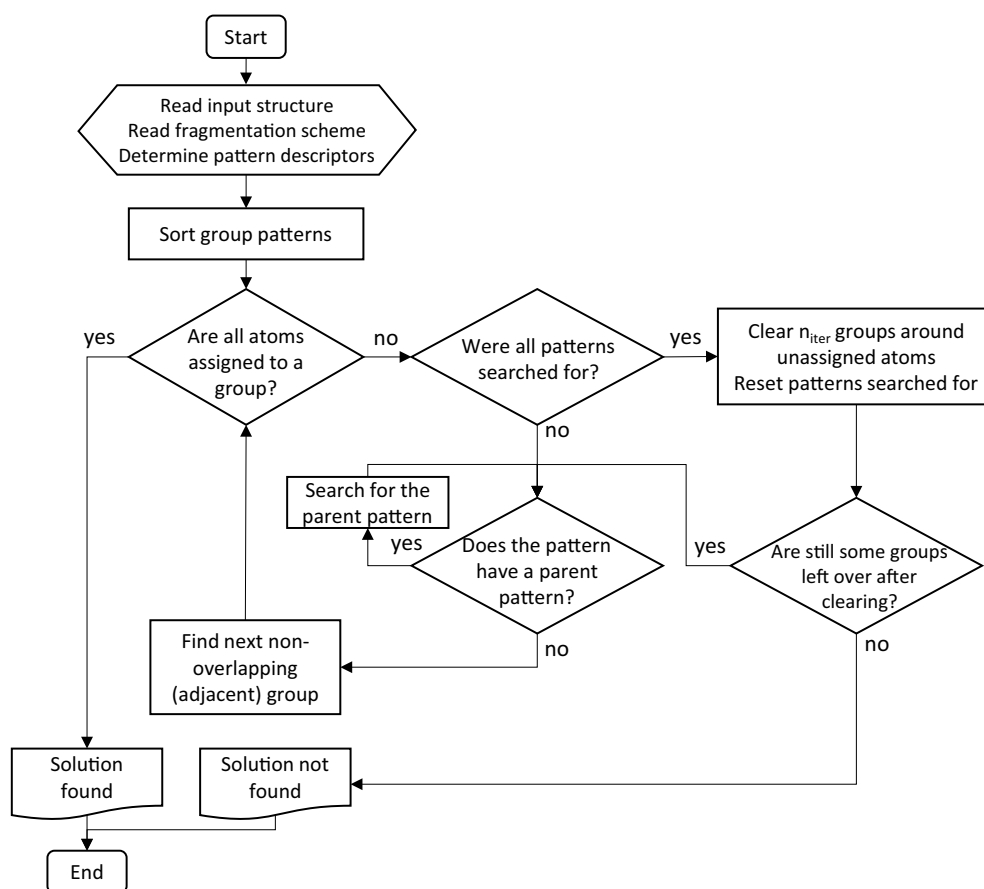 Start
Read input structure
Read fragmentation scheme
Determine pattern descriptors
Sort group patterns
yes
Are all atoms
assigned to a
group?
no
Were all patterns
searched for?
yes
Clear niter groups around
unassigned atoms
Reset patterns searched for
no
Search for the
parent pattern
yes
Does the pattern
have a parent
pattern?
yes
Are still some groups
left over after
clearing?
no
no
Find next non-
overlapping
(adjacent) group
Solution
found
Solution not
found
End